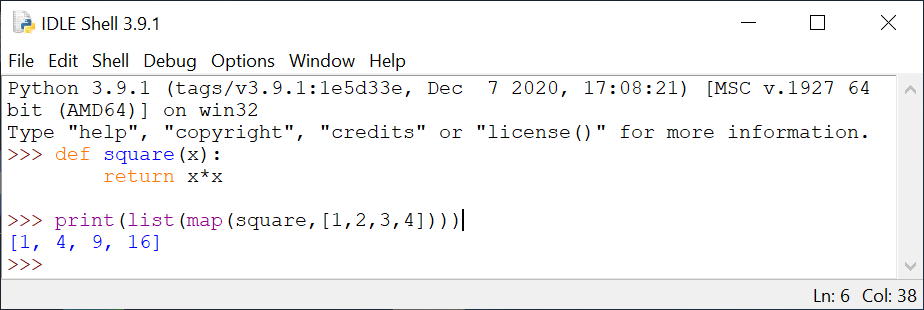 IDLE Shell 3.9.1
File Edit Shell Debug Options Window Help
Python 3.9.1 (tags/v3.9.1:1e5d33e, Dec  7 2020, 17:08:21) [MSC v.1927 64
bit (AMD64)] on win32
Type "help", "copyright", "credits" or "license()" for more information.
>>> def square(x):
        return x*x

>>> print(list(map(square,[1,2,3,4])))
[1, 4, 9, 16]
>>>
Ln: 6 Col: 38